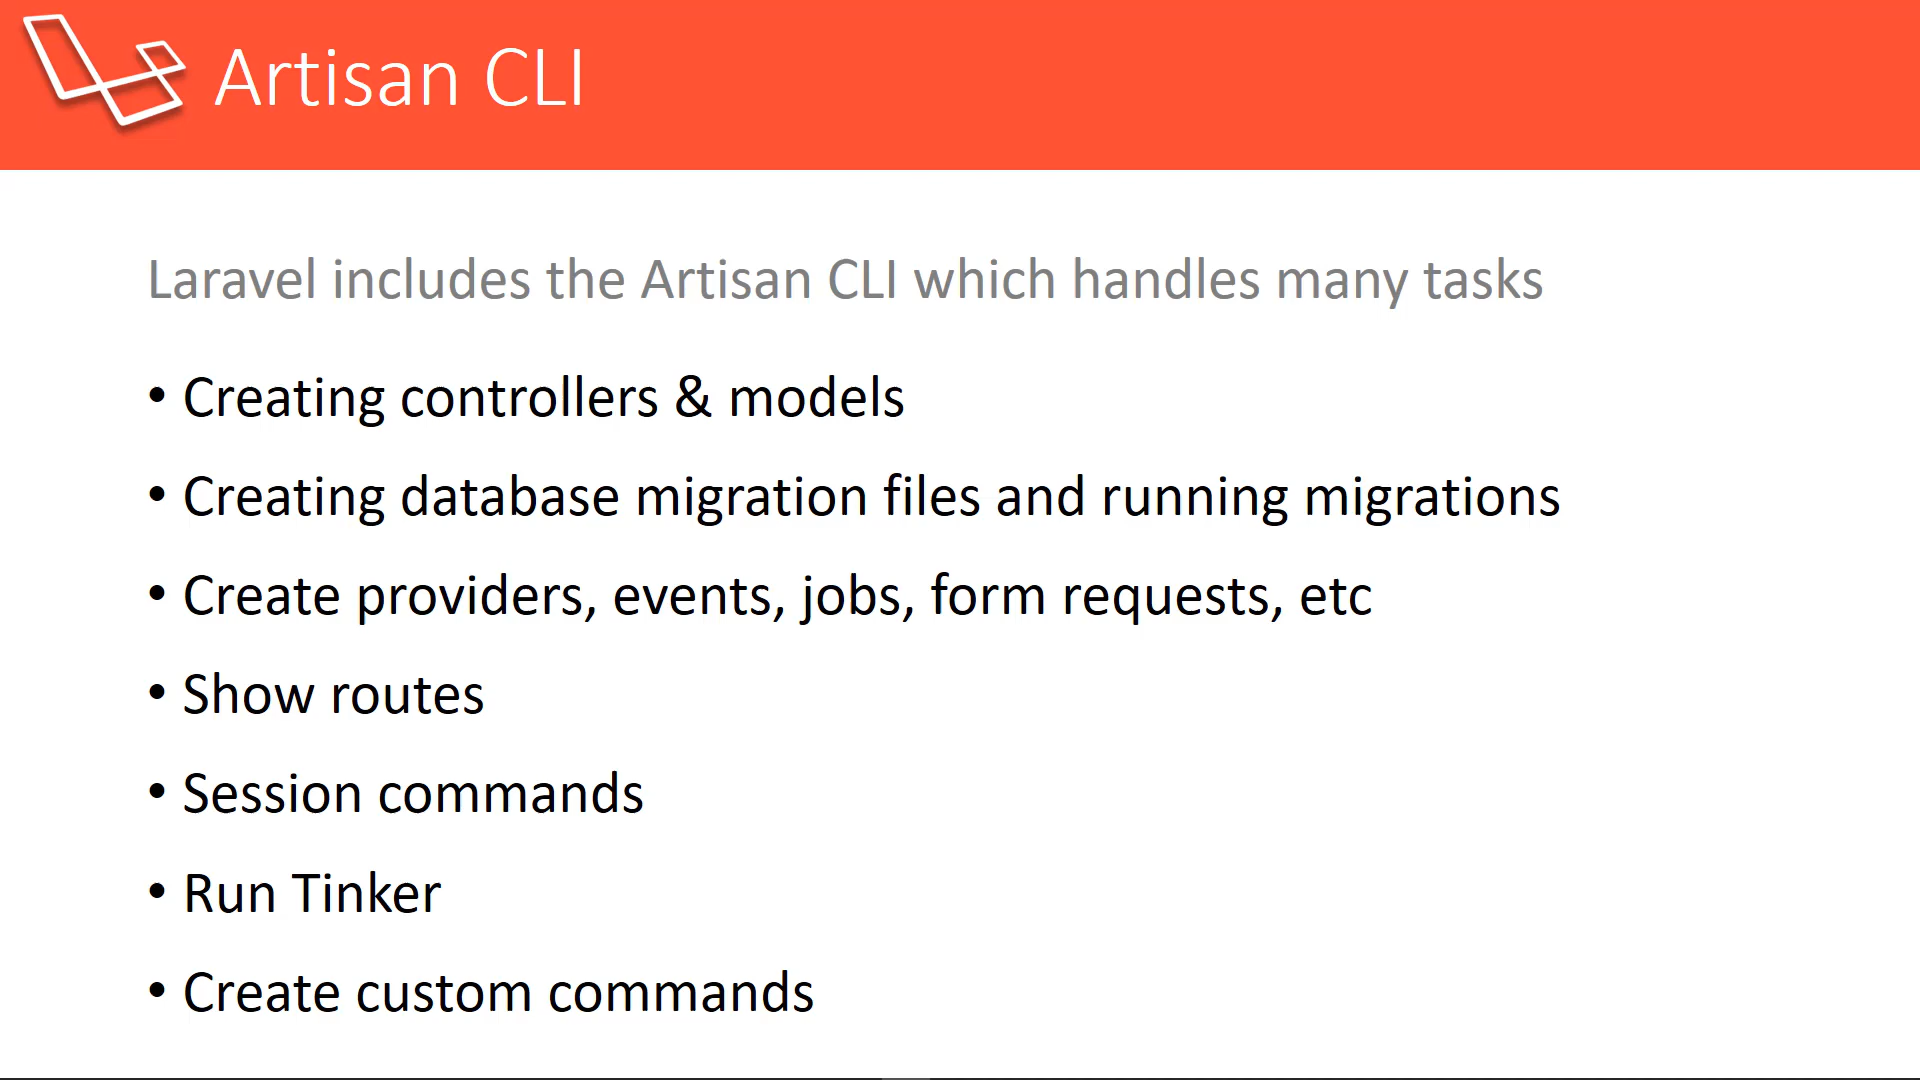 Artisan CLI
Laravel includes the Artisan CLI which handles many tasks
• Creating controllers & models
• Creating database migration files and running migrations
• Create providers, events, jobs, form requests, etc
• Show routes
• Session commands
• Run Tinker
• Create custom commands